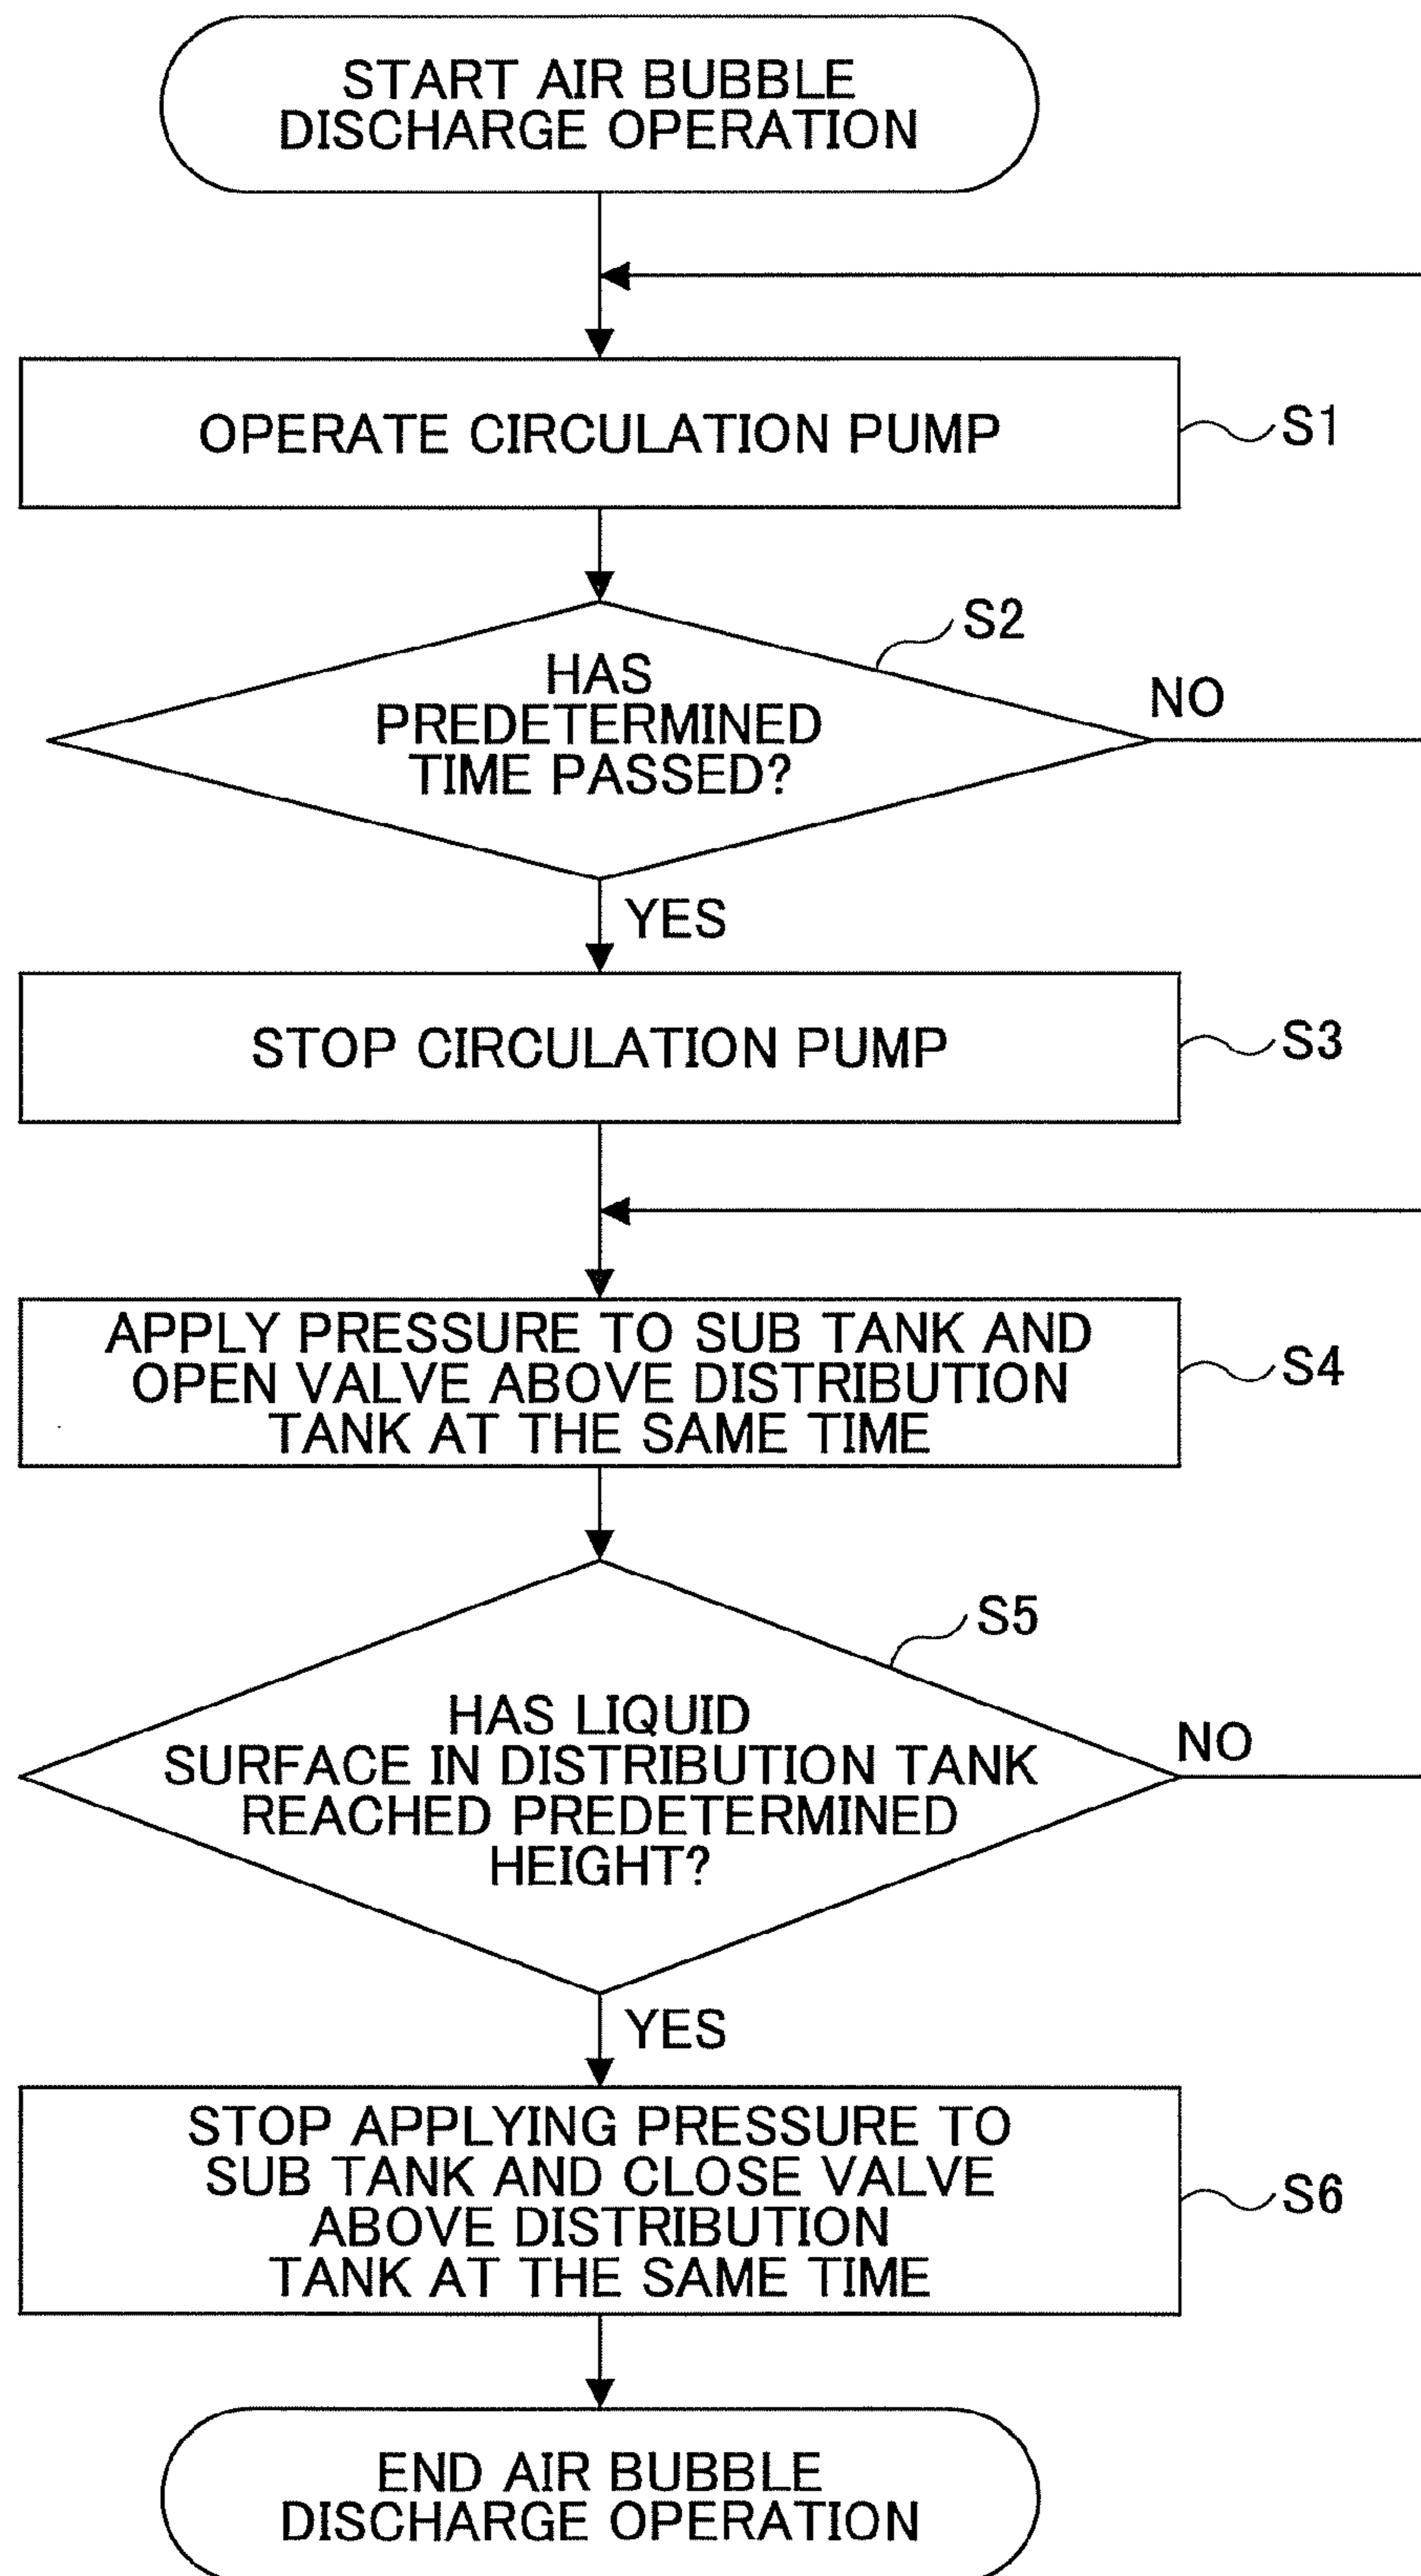 START AIR BUBBLE
DISCHARGE OPERATION
OPERATE CIRCULATION PUMP
S1
S2
HAS
PREDETERMINED
TIME PASSED?
NO
YES
STOP CIRCULATION PUMP
S3
APPLY PRESSURE TO SUB TANK AND
OPEN VALVE ABOVE DISTRIBUTION
TANK AT THE SAME TIME
S4
S5
HAS LIQUID
SURFACE IN DISTRIBUTION TANK
REACHED PREDETERMINED
HEIGHT?
NO
YES
STOP APPLYING PRESSURE TO
SUB TANK AND CLOSE VALVE
ABOVE DISTRIBUTION
TANK AT THE SAME TIME
S6
END AIR BUBBLE
DISCHARGE OPERATION